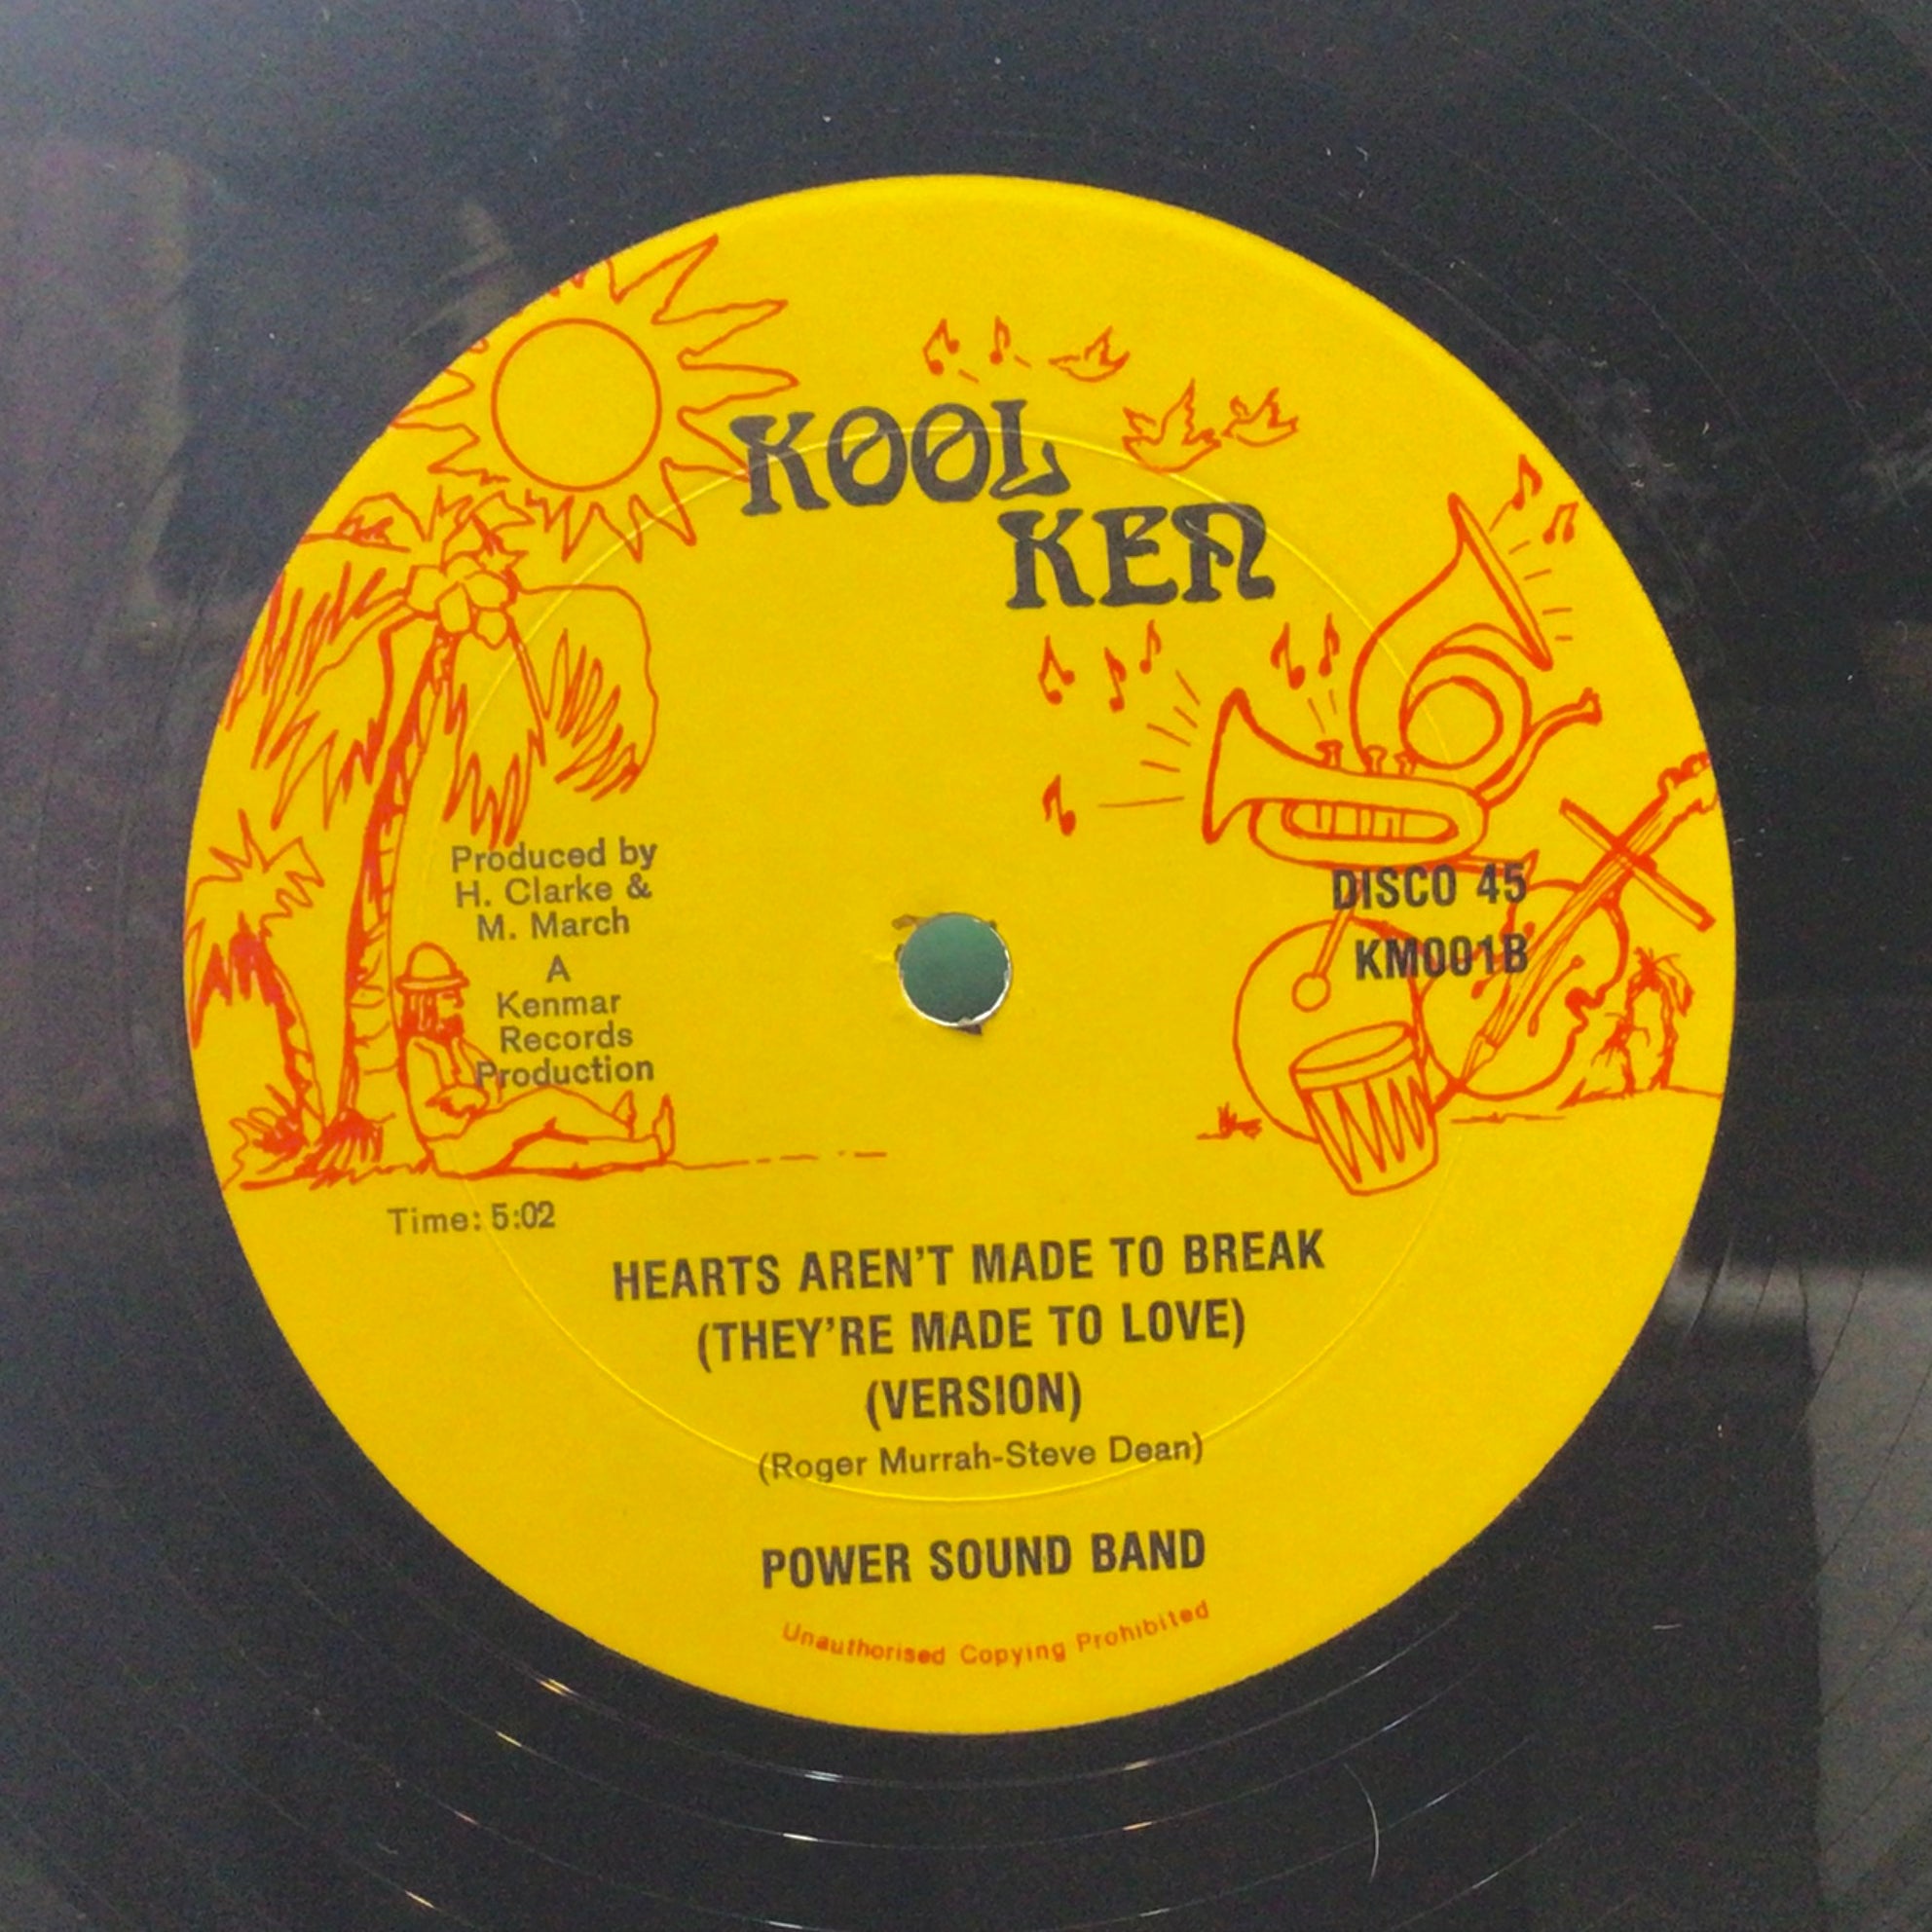 KOOL
KEN
Produced by
H. Clarke &
M. March
A
Kenmar
Records
Production
DISCO 45
KM001B
Time: 5:02
HEARTS AREN'T MADE TO BREAK
(THEY'RE MADE TO LOVE)
(VERSION)
(Roger Murrah-Steve Dean)
POWER SOUND BAND
Unauthorised Copying Prohibited